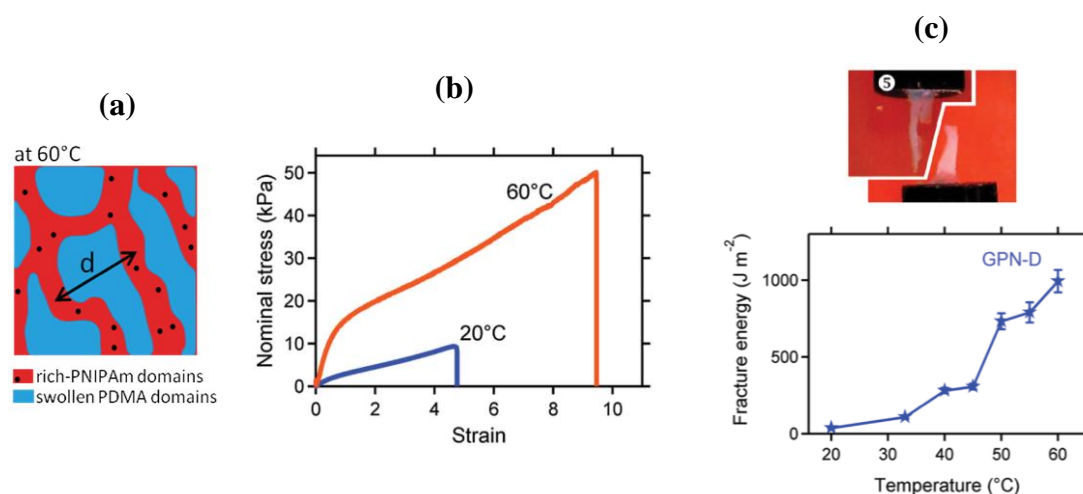 (a)
at 60°C
d
rich-PNIPAm domains
swollen PDMA domains
(b)
Nominal stress (kPa)
50
40
30
20
10
0
60°C
20°C
0 2 4 6 8 10
Strain
(c)
5
Fracture energy (J m-2)
1000
500
0
GPN-D
20 30 40 50 60
Temperature (°C)